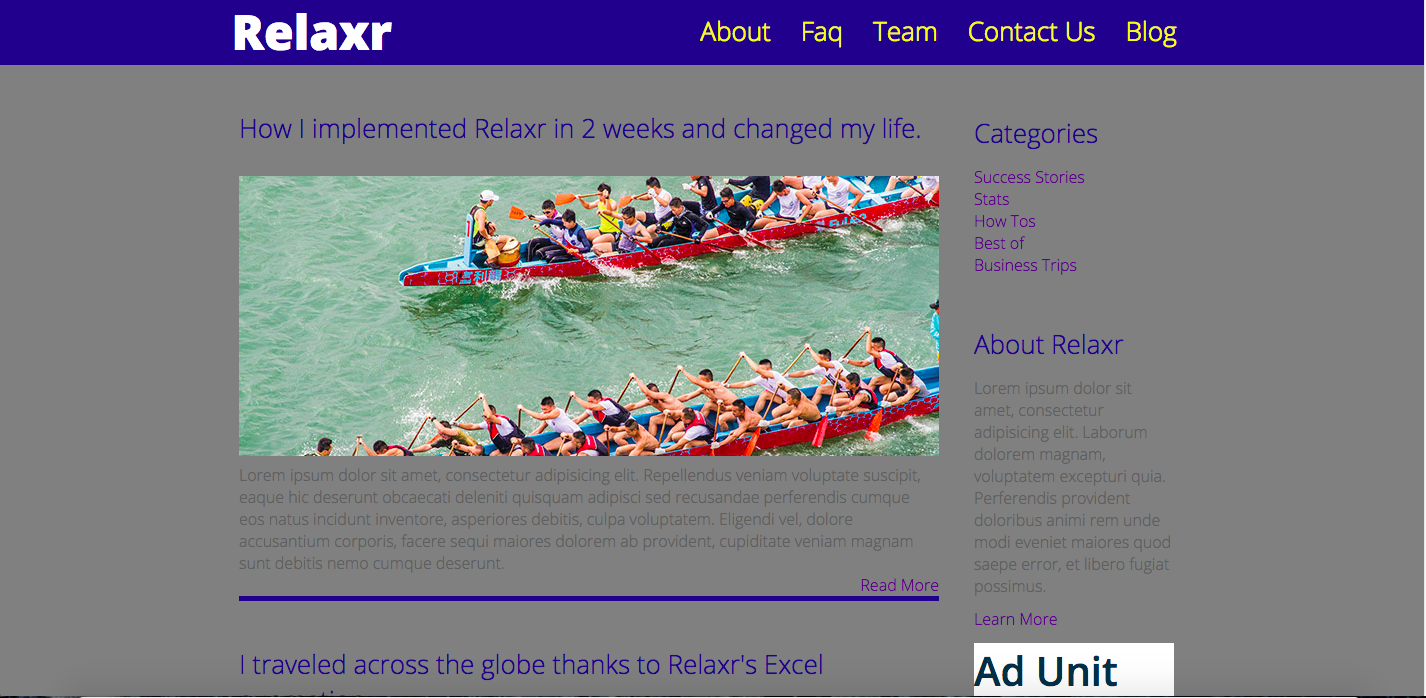 Relaxr
About Faq Team Contact Us Blog
How I implemented Relaxr in 2 weeks and changed my life.
Lorem ipsum dolor sit amet, consectetur adipisicing elit. Repellendus veniam voluptate suscipit,
eaque hic deserunt obcaecati deleniti quisquam adipisci sed recusandae perferendis cumque
eos natus incidunt inventore, asperiores debitis, culpa voluptatem. Eligendi vel, dolore
accusantium corporis, facere sequi maiores dolorem ab provident, cupiditate veniam magnam
sunt debitis nemo cumque deserunt.
Read More
I traveled across the globe thanks to Relaxr's Excel
Categories
Success Stories
Stats
How Tos
Best of
Business Trips
About Relaxr
Lorem ipsum dolor sit
amet, consectetur
adipisicing elit. Laborum
dolorem magnam,
voluptatem excepturi quia.
Perferendis provident
doloribus animi rem unde
modi eveniet maiores quod
saepe error, et libero fugiat
possimus.
Learn More
Ad Unit